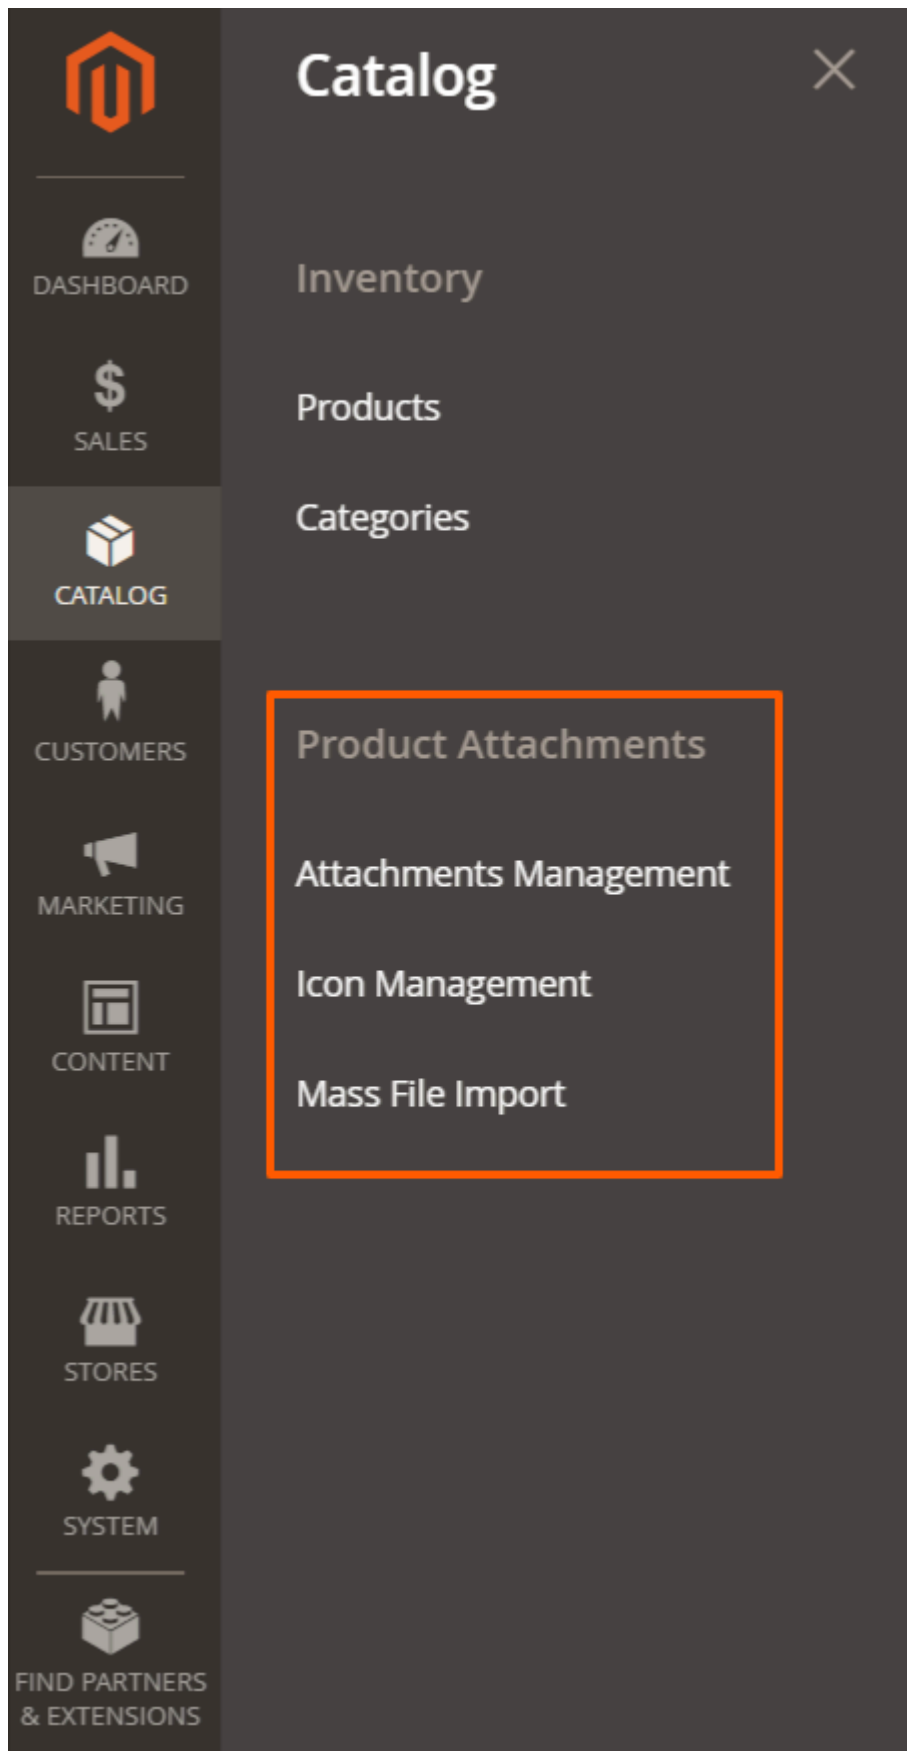 Catalog
DASHBOARD
SALES
CATALOG
CUSTOMERS
MARKETING
CONTENT
REPORTS
STORES
SYSTEM
FIND PARTNERS
& EXTENSIONS
Inventory
Products
Categories
Product Attachments
Attachments Management
Icon Management
Mass File Import